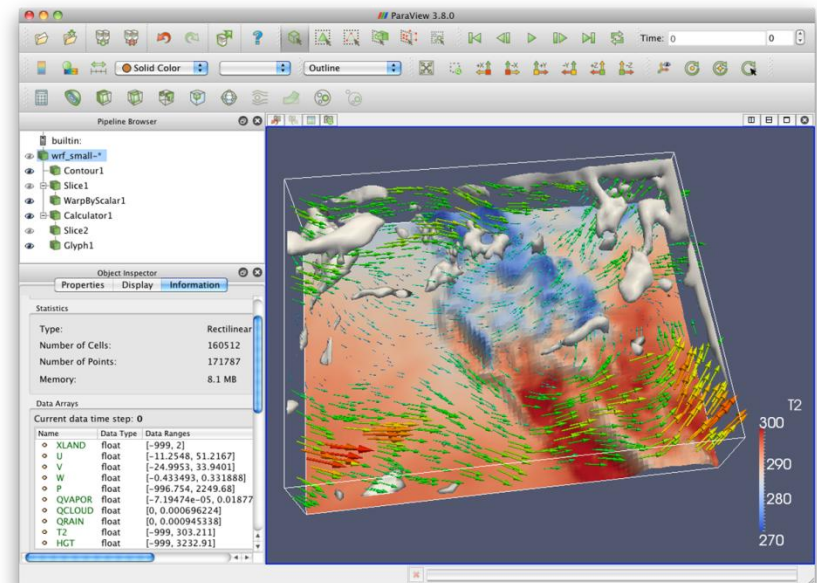 ParaView 3.8.0
? Time: 0 0
Solid Color Outline +X -X +Y -Y +Z -Z
Pipeline Browser
builtin:
wrf_small-*
Contour1
Slice1
WarpByScalar1
Calculator1
Slice2
Glyph1
Object Inspector
Properties Display Information
Statistics
Type: Rectilinear
Number of Cells: 160512
Number of Points: 171787
Memory: 8.1 MB
Data Arrays
Current data time step: 0
Name Data Type Data Ranges
XLAND float [-999, 2]
U float [-11.2548, 51.2167]
V float [-24.9953, 33.9401]
W float [-0.433493, 0.331888]
P float [-996.754, 2249.68]
QVAPOR float [-7.19474e-05, 0.01877
QCLOUD float [0, 0.000696224]
QRAIN float [0, 0.000945338]
T2 float [-999, 303.211]
HGT float [-999, 3232.91]
T2
300
290
280
270